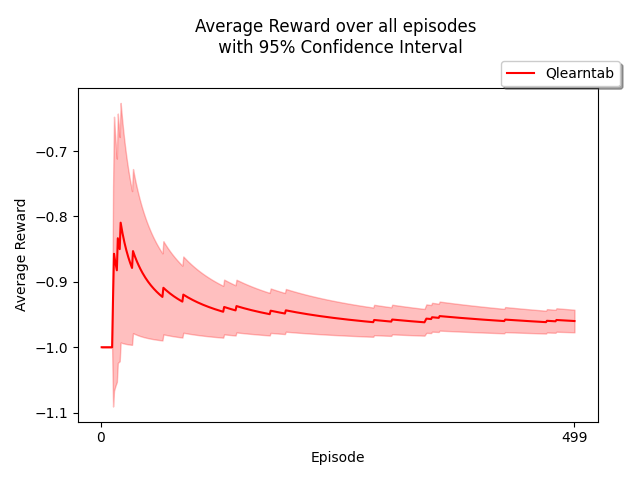 Average Reward over all episodes
with 95% Confidence Interval
Qlearntab
Average Reward
−0.7
−0.8
−0.9
−1.0
−1.1
0
499
Episode